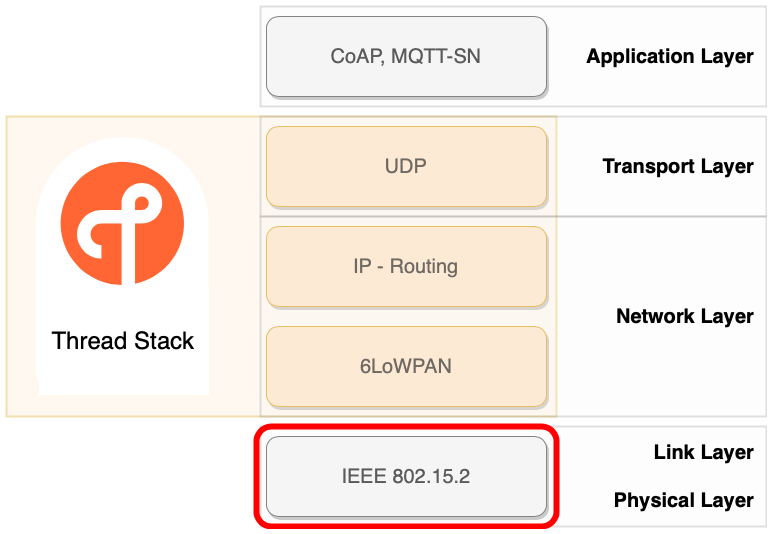 CoAP, MQTT-SN
Application Layer
UDP
Transport Layer
IP - Routing
Thread Stack
6LoWPAN
Network Layer
IEEE 802.15.2
Link Layer
Physical Layer